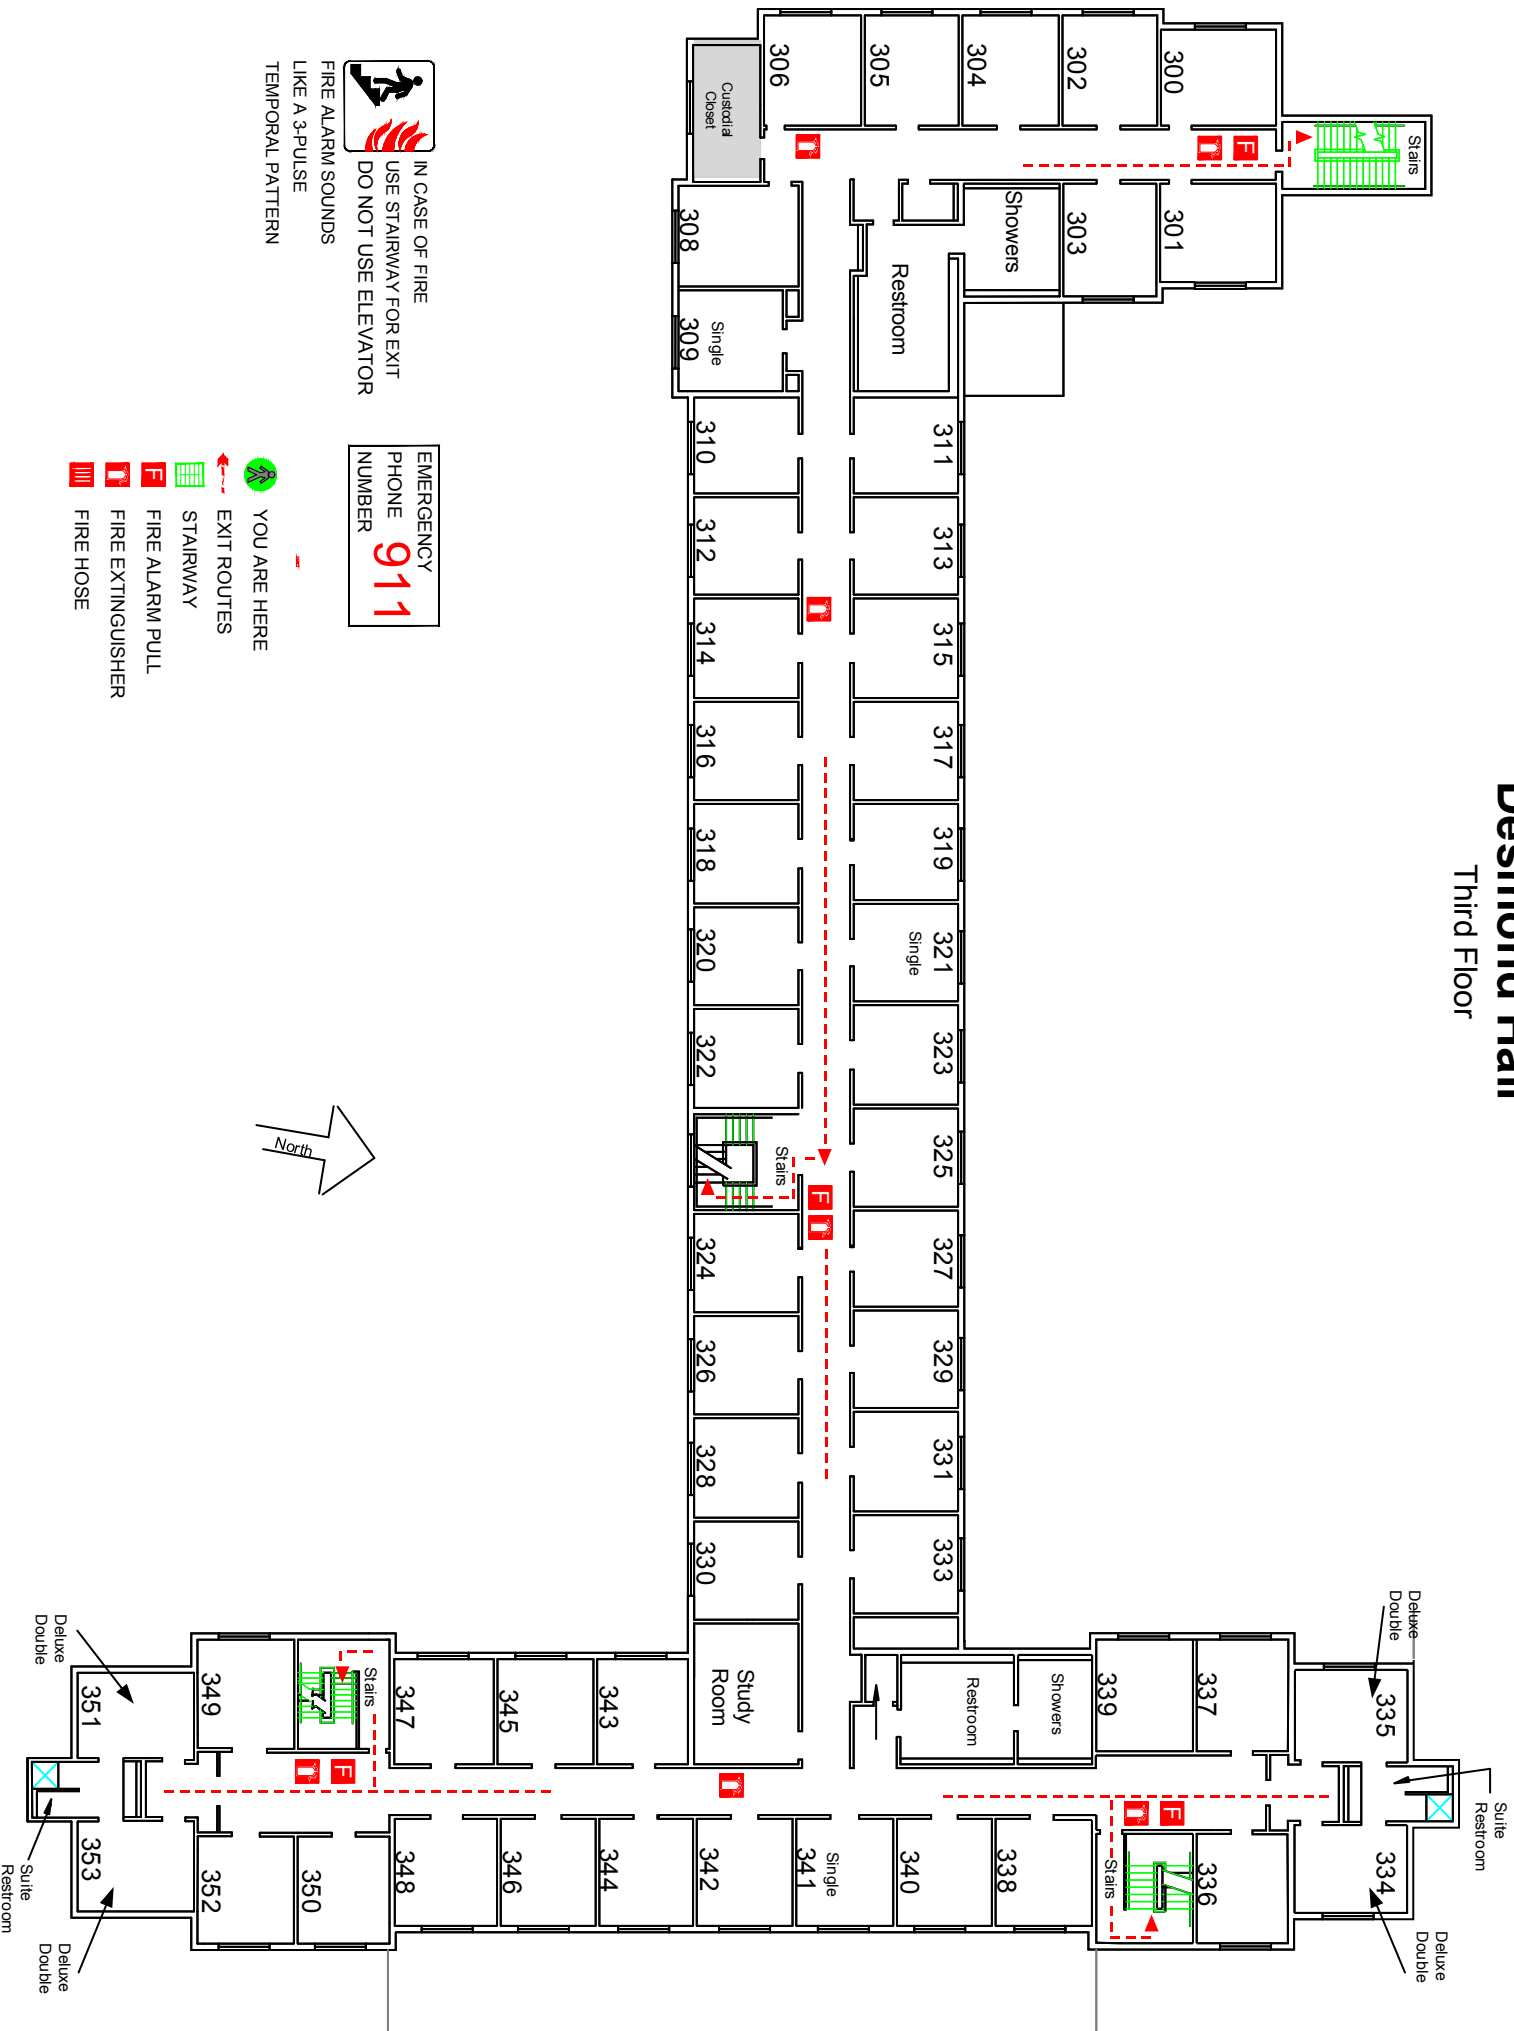 Desmond Hall
Third Floor
Stairs
300
302
304
305
306
301
303
Showers
Restroom
Custodial
Closet
308
Single
309
311
313
315
317
319
321
Single
323
325
327
329
331
333
310
312
314
316
318
320
322
Stairs
324
326
328
330
Study
Room
Restroom
Showers
339
337
335
Deluxe
Double
Suite
Restroom
334
Deluxe
Double
336
Stairs
338
340
Single
341
342
344
346
348
350
352
353
Deluxe
Double
Suite
Restroom
343
345
347
Stairs
349
351
Deluxe
Double
F
F
F
F
IN CASE OF FIRE
USE STAIRWAY FOR EXIT
DO NOT USE ELEVATOR
FIRE ALARM SOUNDS
LIKE A 3-PULSE
TEMPORAL PATTERN
EMERGENCY
PHONE 911
NUMBER
YOU ARE HERE
EXIT ROUTES
STAIRWAY
F FIRE ALARM PULL
FIRE EXTINGUISHER
FIRE HOSE
North